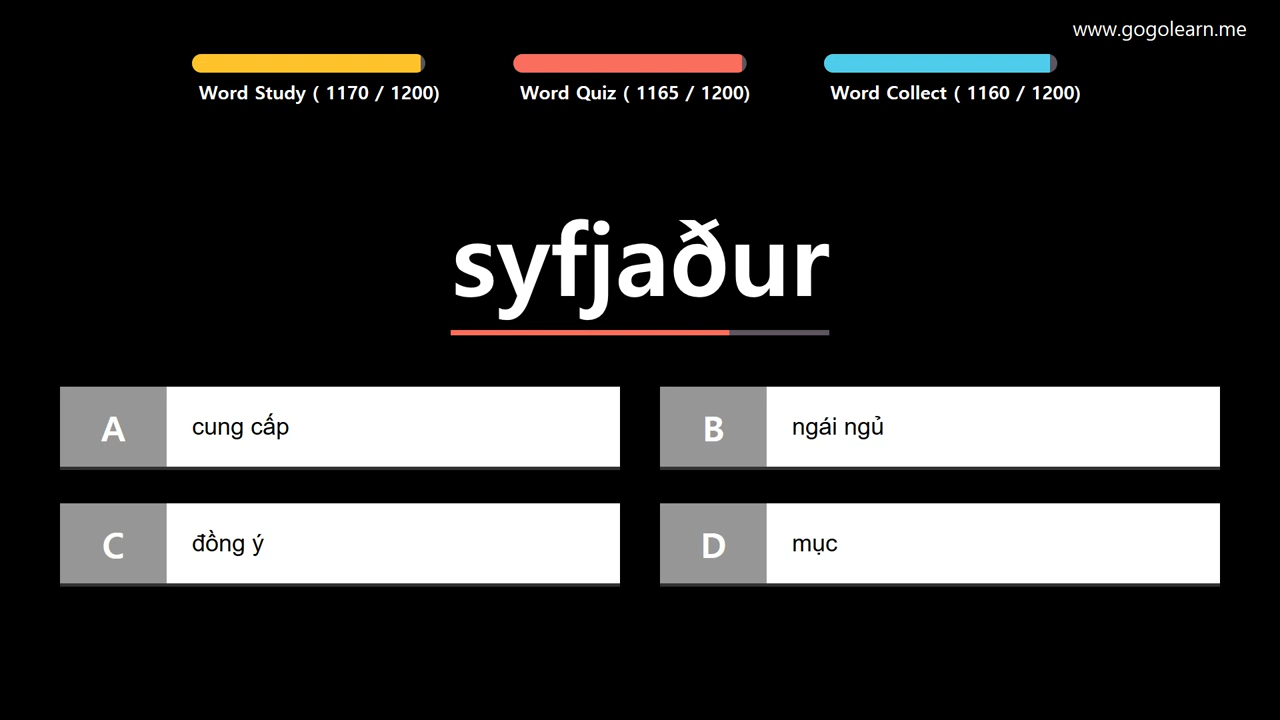 www.gogolearn.me
Word Study ( 1170 / 1200)
Word Quiz ( 1165 / 1200)
Word Collect ( 1160 / 1200)
syfjaður
A
cung cấp
B
ngái ngủ
C
đồng ý
D
mục